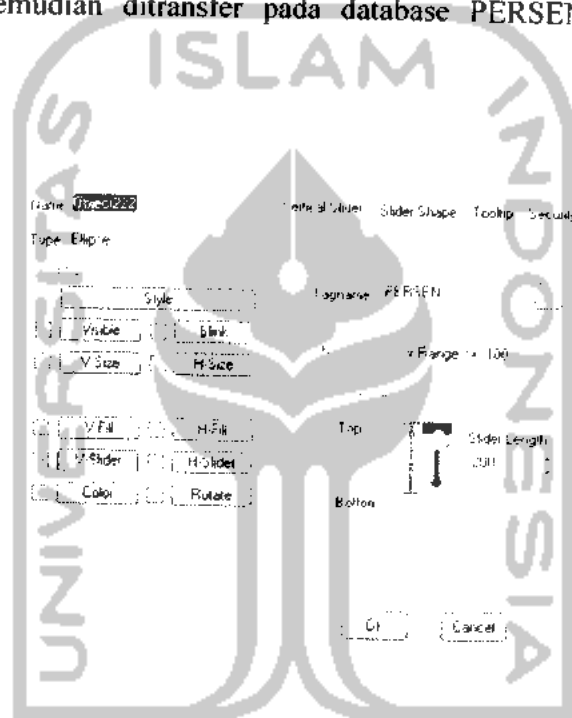 emudian ditransfer pada database PERSEN
ISLAM
UNIVERSITAS
INDONESIA
Name
Vertical Slider Slider Shape Tooltip Security
Type Ellipse
Style
Tagname PERSEN
Visible Blink
V-Size H-Size
Range 100
V-Fill H-Fill
Top
V-Slider H-Slider
Slider Length
200
Color Rotate
Bottom
OK Cancel